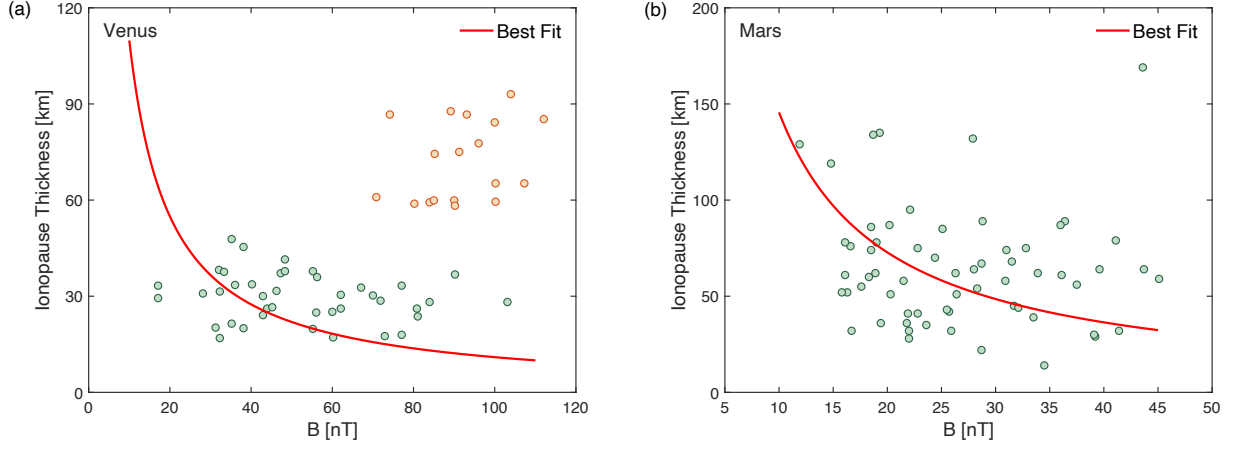 (a)
Venus
Best Fit
Ionopause Thickness [km]
120
90
60
30
0
0 20 40 60 80 100 120
B [nT]
(b)
Mars
Best Fit
Ionopause Thickness [km]
200
150
100
50
0
5 10 15 20 25 30 35 40 45 50
B [nT]